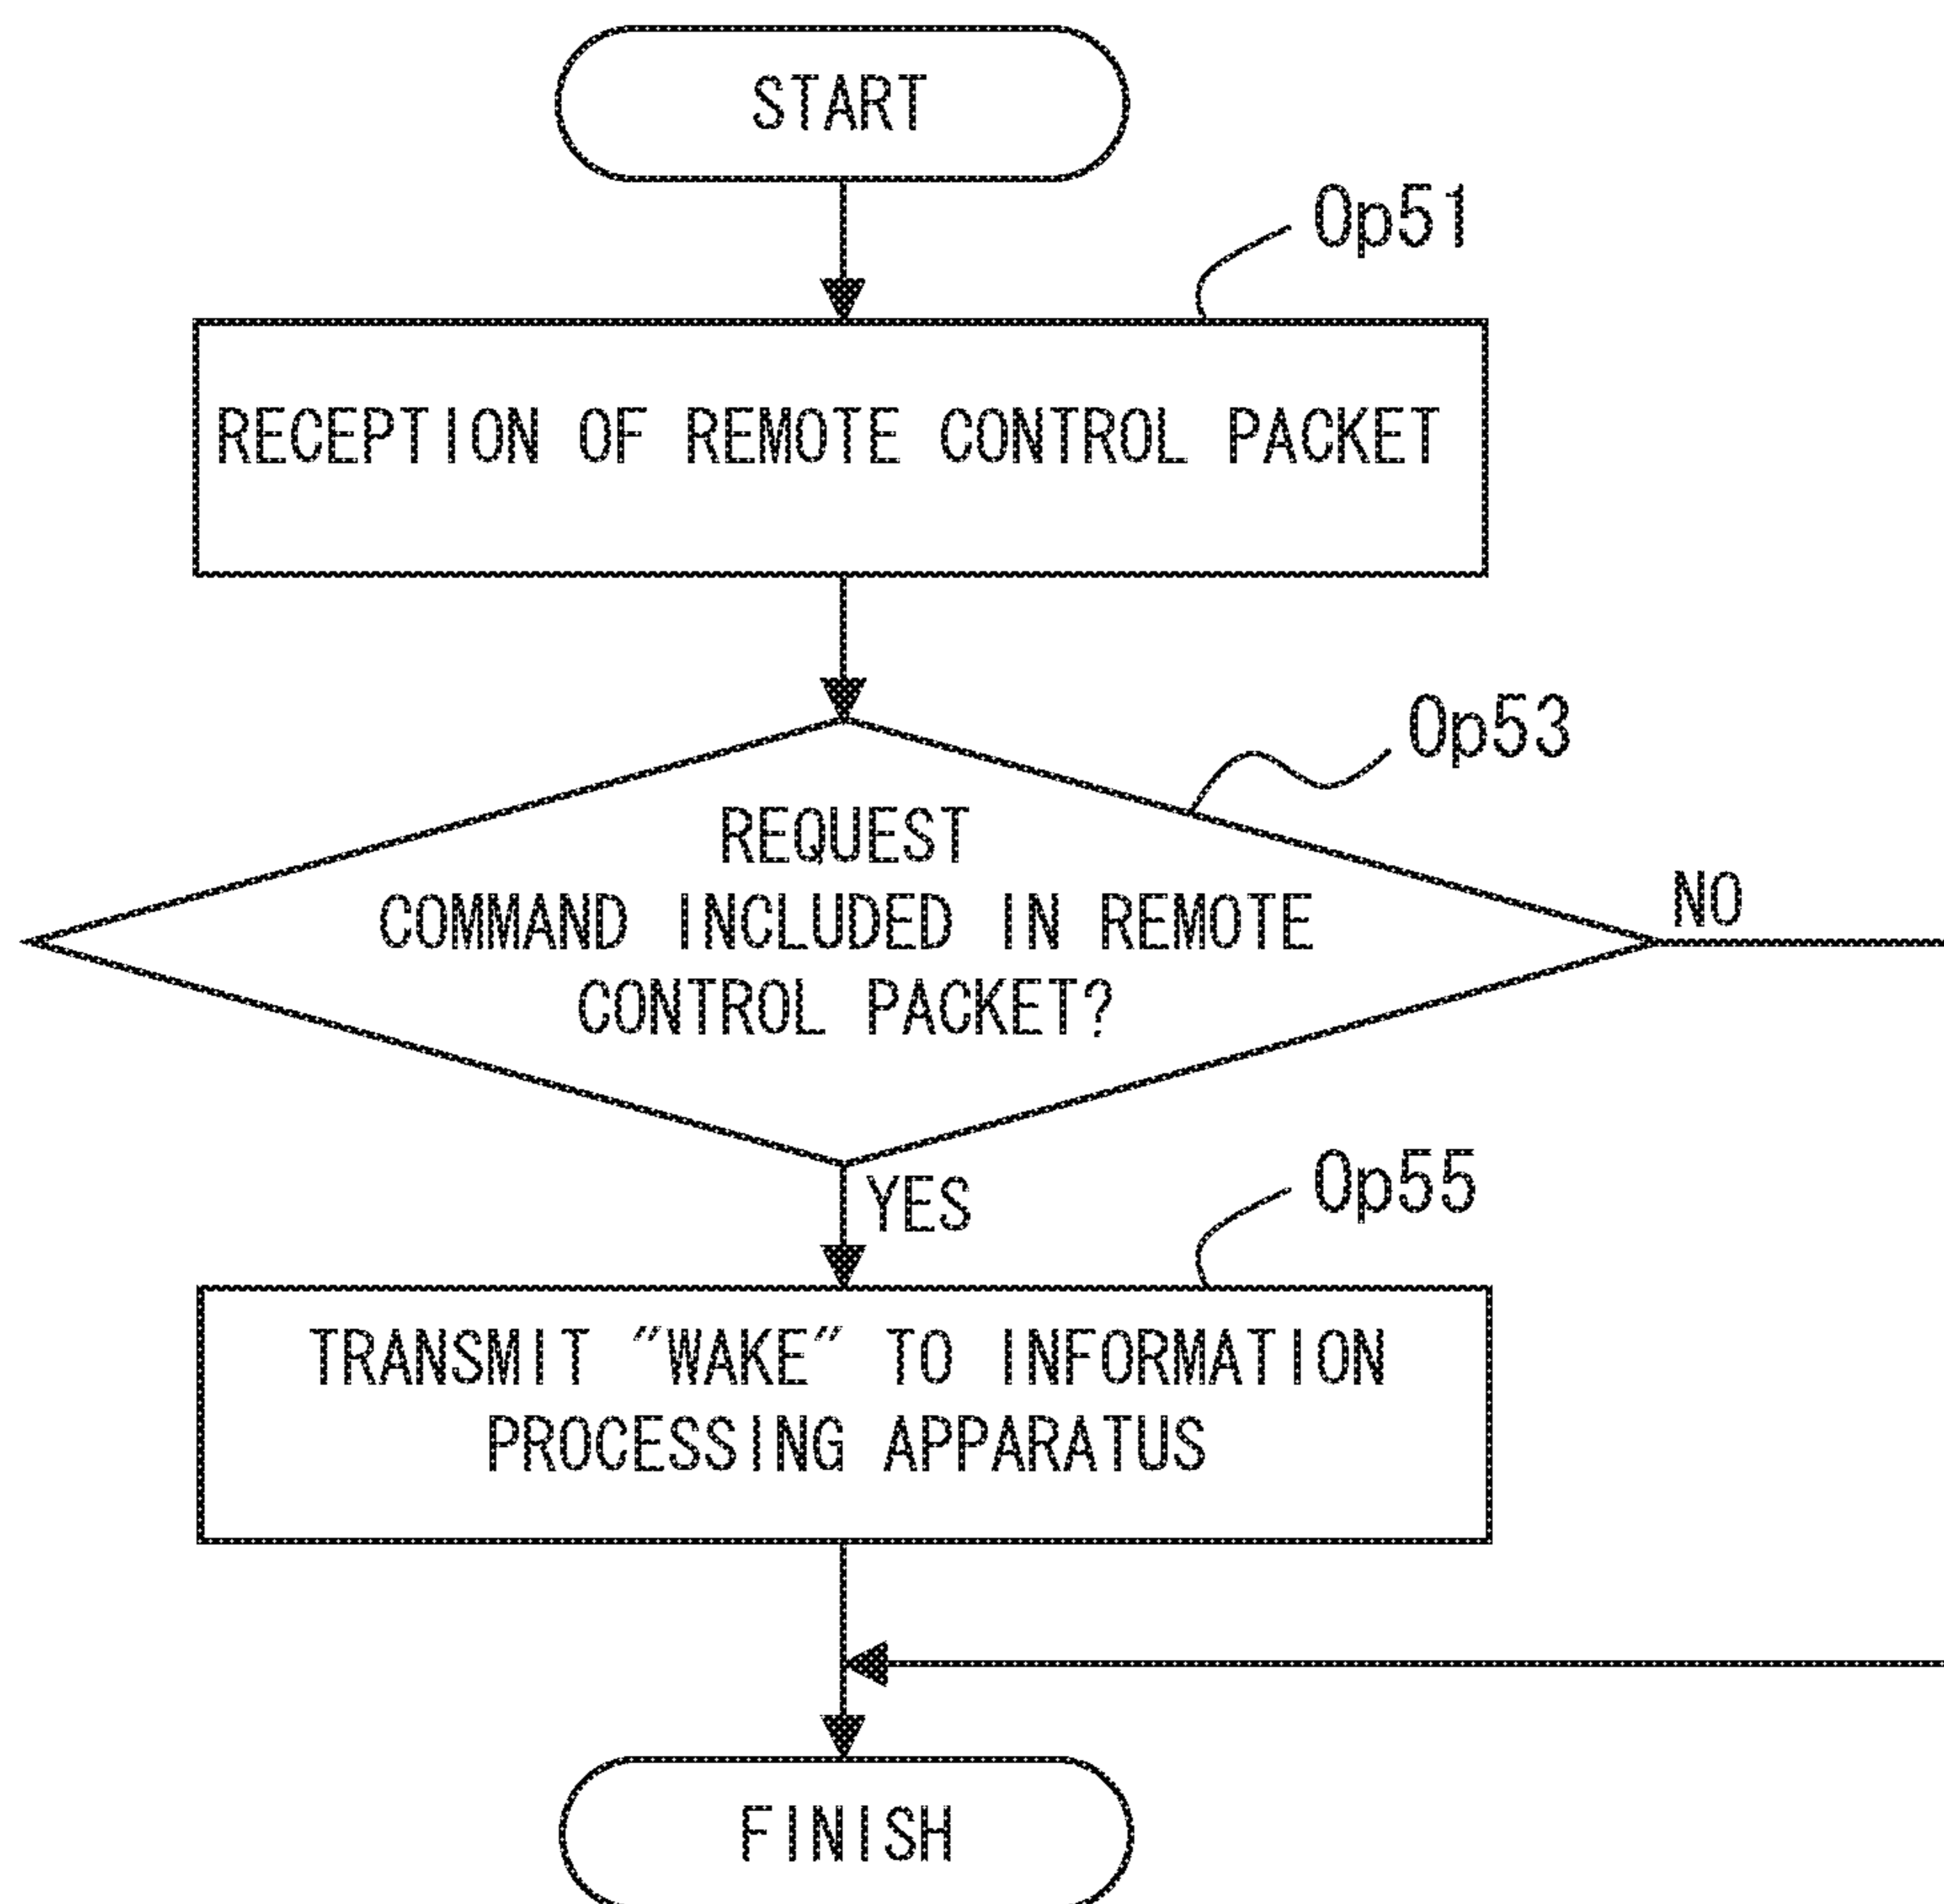 START
Op51
RECEPTION OF REMOTE CONTROL PACKET
Op53
REQUEST
COMMAND INCLUDED IN REMOTE
CONTROL PACKET?
NO
YES
Op55
TRANSMIT "WAKE" TO INFORMATION
PROCESSING APPARATUS
FINISH